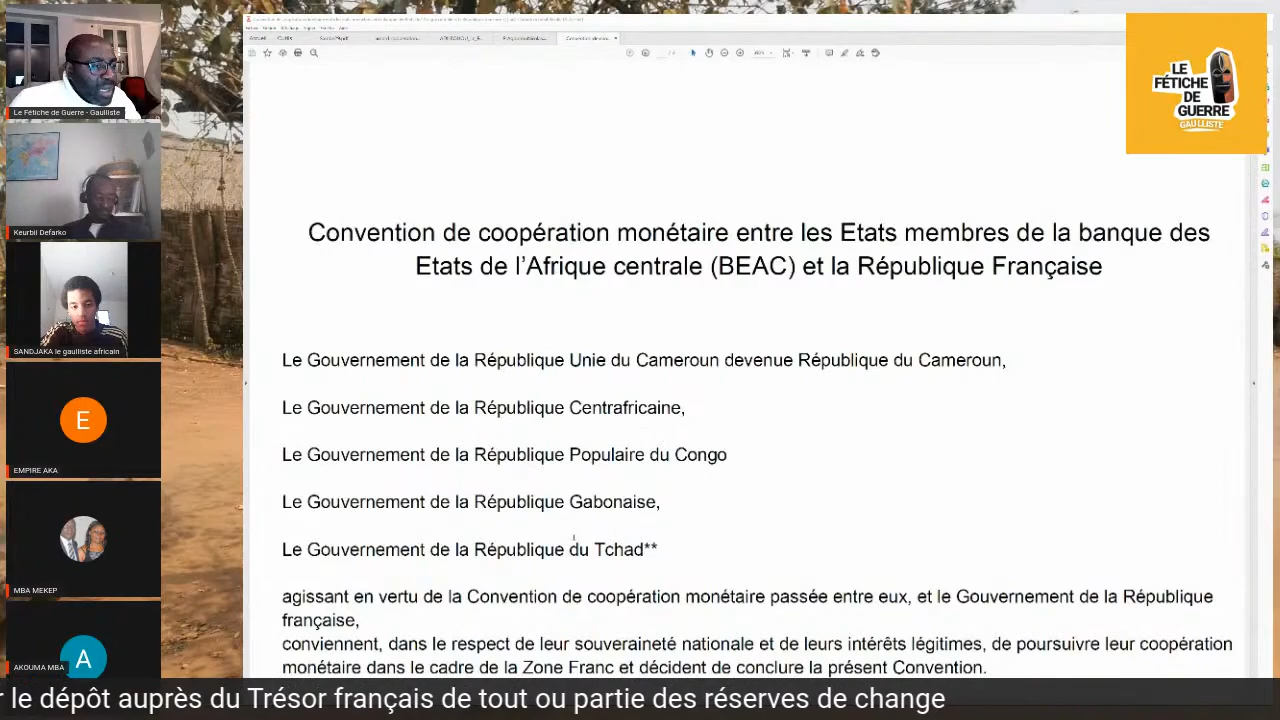 Le Fétiche de Guerre - Gaulliste
Keurbii Defarko
SANDJAKA le gaulliste africain
E
EMPIRE AKA
MBA MEKEP
A
AKOUMA MBA
Accueil Outils
LE
FÉTICHE
DE
GUERRE
GAULLISTE
Convention de coopération monétaire entre les Etats membres de la banque des
Etats de l'Afrique centrale (BEAC) et la République Française
Le Gouvernement de la République Unie du Cameroun devenue République du Cameroun,
Le Gouvernement de la République Centrafricaine,
Le Gouvernement de la République Populaire du Congo
Le Gouvernement de la République Gabonaise,
Le Gouvernement de la République du Tchad**
agissant en vertu de la Convention de coopération monétaire passée entre eux, et le Gouvernement de la République
française,
conviennent, dans le respect de leur souveraineté nationale et de leurs intérêts légitimes, de poursuivre leur coopération
monétaire dans le cadre de la Zone Franc et décident de conclure la présent Convention.
le dépôt auprès du Trésor français de tout ou partie des réserves de change